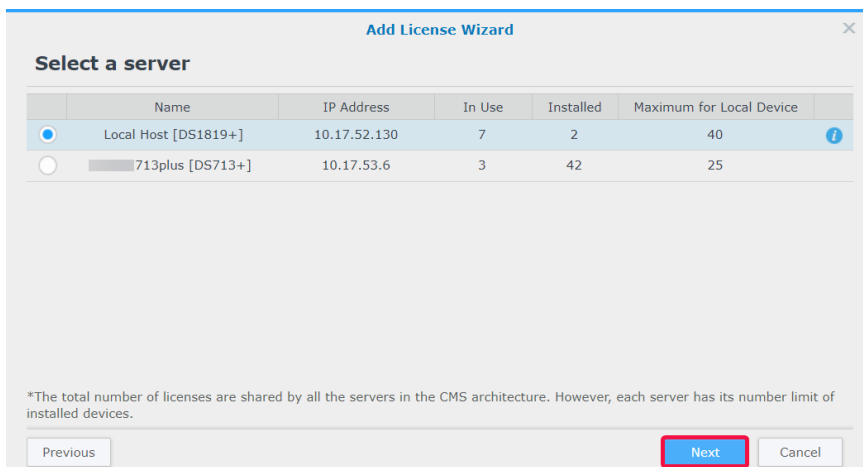 Add License Wizard
Select a server
Name IP Address In Use Installed Maximum for Local Device
Local Host [DS1819+] 10.17.52.130 7 2 40
713plus [DS713+] 10.17.53.6 3 42 25
*The total number of licenses are shared by all the servers in the CMS architecture. However, each server has its number limit of
installed devices.
Previous Next Cancel